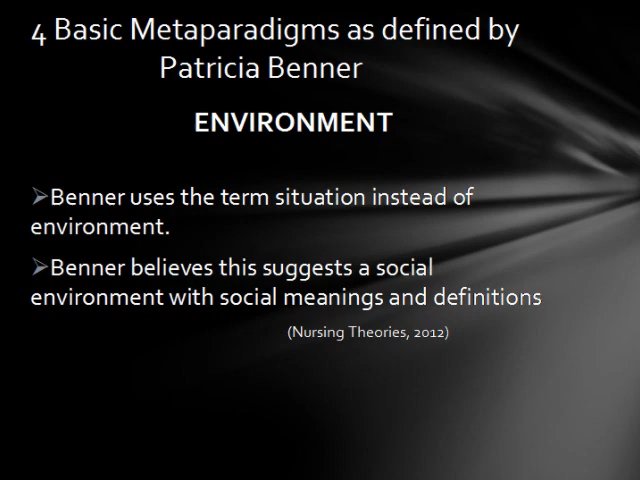 4 Basic Metaparadigms as defined by
Patricia Benner
ENVIRONMENT
➢Benner uses the term situation instead of
environment.
➢Benner believes this suggests a social
environment with social meanings and definitions
(Nursing Theories, 2012)